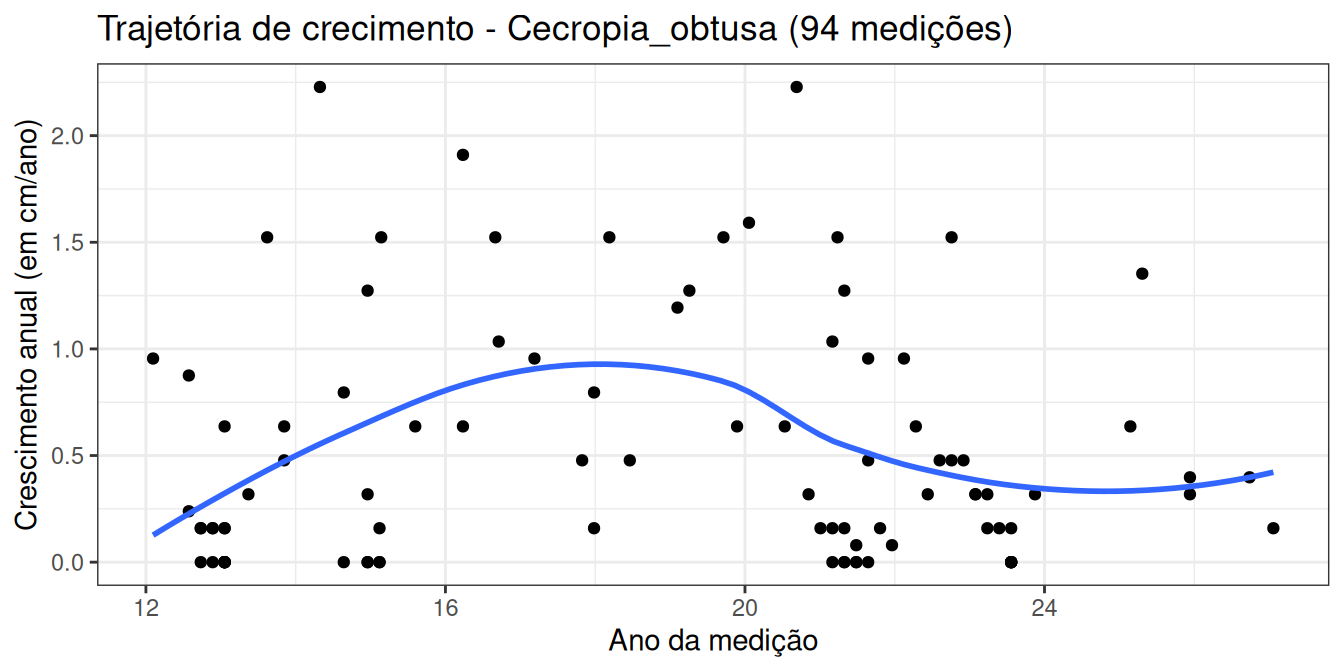 Trajetória de crecimento - Cecropia_obtusa (94 medições)
Crescimento anual (em cm/ano)
2.0
1.5
1.0
0.5
0.0
12 16 20 24
Ano da medição